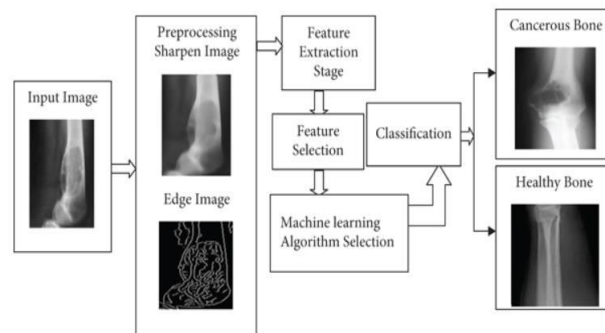 Input Image
Preprocessing
Sharpen Image
Edge Image
Feature
Extraction
Stage
Feature
Selection
Machine learning
Algorithm Selection
Classification
Cancerous Bone
Healthy Bone